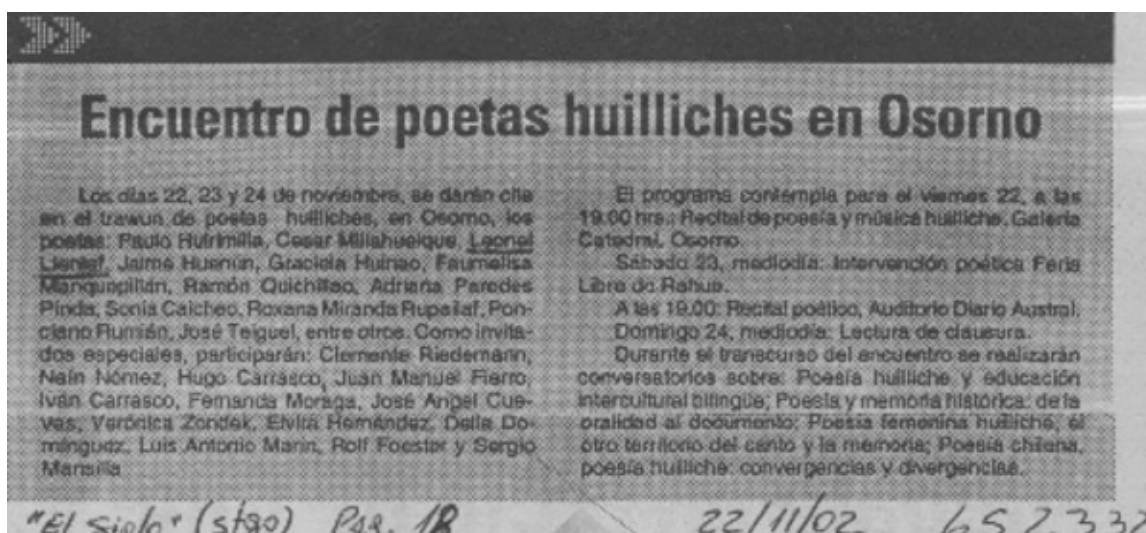 Encuentro de poetas huilliches en Osorno
Los días 22, 23 y 24 de noviembre, se darán cita
en el trawun de poetas huilliches, en Osorno, los
poetas: Paulo Huirimilla, Cesar Millahueique, Leonel
Lienlaf, Jaime Huenún, Graciela Huinao, Faumelisa
Manquepillán, Ramón Quichillao, Adriana Paredes
Pinda, Sonia Caicheo, Roxana Miranda Rupailaf, Pon-
ciano Rumián, José Teiguel, entre otros. Como invita-
dos especiales, participarán: Clemente Riedemann,
Naín Nómez, Hugo Carrasco, Juan Manuel Fierro,
Iván Carrasco, Fernanda Moraga, José Angel Cue-
vas, Verónica Zondek, Elvira Hernández, Delia Do-
mínguez, Luis Antonio Marín, Rolf Foester y Sergio
Mansilla
El programa contempla para el viernes 22, a las
19.00 hrs.: Recital de poesía y música huilliche. Galería
Catedral. Osorno.
Sábado 23, mediodía: Intervención poética Feria
Libre de Rahue.
A las 19.00: Recital poético, Auditorio Diario Austral.
Domingo 24, mediodía: Lectura de clausura.
Durante el transcurso del encuentro se realizarán
conversatorios sobre: Poesía huilliche y educación
intercultural bilingüe; Poesía y memoria histórica: de la
oralidad al documento; Poesía femenina huilliche, el
otro territorio del canto y la memoria; Poesía chilena,
poesía huilliche: convergencias y divergencias.
"El Siglo" (stgo) Pág. 18 22/11/02 652.332